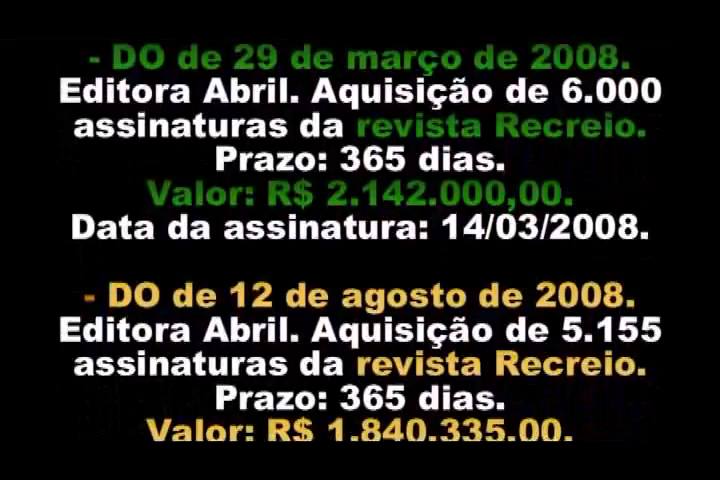 - DO de 29 de março de 2008.
Editora Abril. Aquisição de 6.000
assinaturas da revista Recreio.
Prazo: 365 dias.
Valor: R$ 2.142.000,00.
Data da assinatura: 14/03/2008.
- DO de 12 de agosto de 2008.
Editora Abril. Aquisição de 5.155
assinaturas da revista Recreio.
Prazo: 365 dias.
Valor: R$ 1.840.335,00.